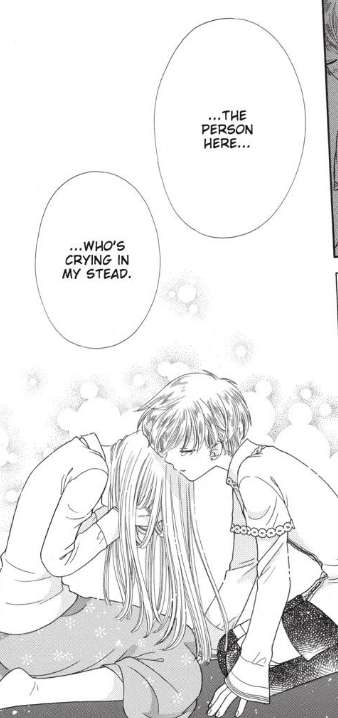 ...THE
PERSON
HERE...
...WHO'S
CRYING IN
MY STEAD.